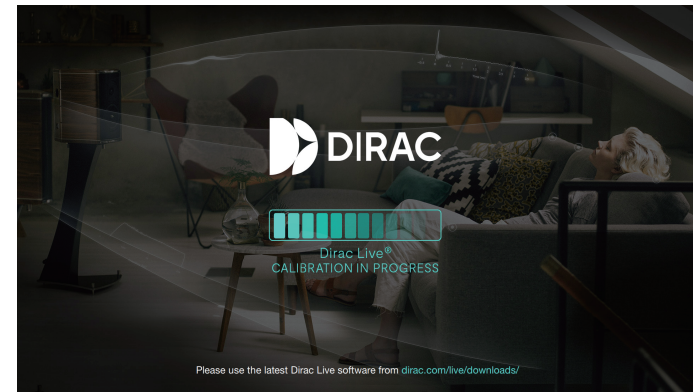 DIRAC
Dirac Live®
CALIBRATION IN PROGRESS
Please use the latest Dirac Live software from dirac.com/live/downloads/